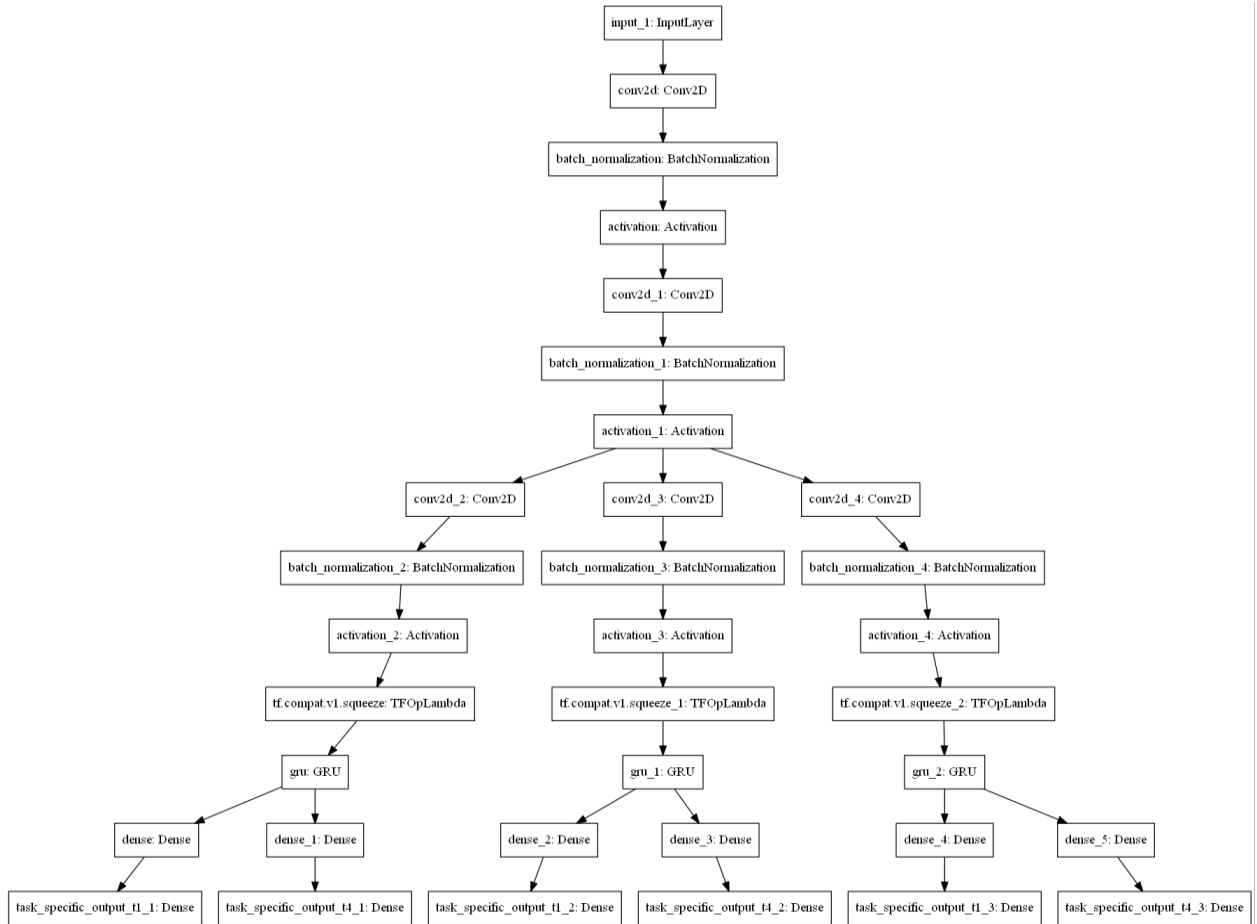 input_1: InputLayer
conv2d: Conv2D
batch_normalization: BatchNormalization
activation: Activation
conv2d_1: Conv2D
batch_normalization_1: BatchNormalization
activation_1: Activation
conv2d_2: Conv2D
conv2d_3: Conv2D
conv2d_4: Conv2D
batch_normalization_2: BatchNormalization
batch_normalization_3: BatchNormalization
batch_normalization_4: BatchNormalization
activation_2: Activation
activation_3: Activation
activation_4: Activation
tf.compat.v1.squeeze: TFOpLambda
tf.compat.v1.squeeze_1: TFOpLambda
tf.compat.v1.squeeze_2: TFOpLambda
gru: GRU
gru_1: GRU
gru_2: GRU
dense: Dense
dense_1: Dense
dense_2: Dense
dense_3: Dense
dense_4: Dense
dense_5: Dense
task_specific_output_t1_1: Dense
task_specific_output_t4_1: Dense
task_specific_output_t1_2: Dense
task_specific_output_t4_2: Dense
task_specific_output_t1_3: Dense
task_specific_output_t4_3: Dense